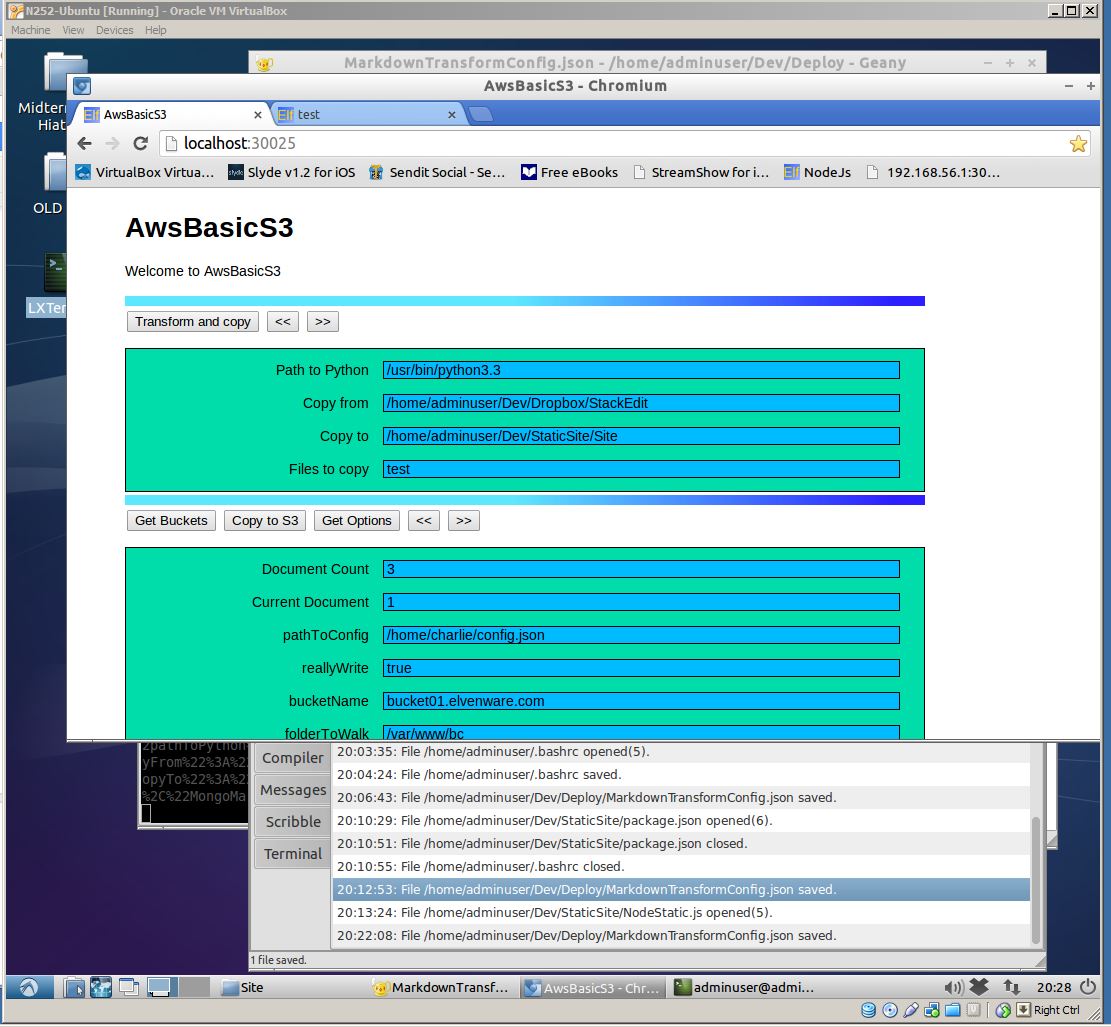 N252-Ubuntu [Running] - Oracle VM VirtualBox
Machine View Devices Help
MarkdownTransformConfig.json - /home/adminuser/Dev/Deploy - Geany
AwsBasicS3 - Chromium
Elf AwsBasicS3 × Elf test ×
localhost:30025
VirtualBox Virtua... Slyde v1.2 for iOS Sendit Social - Se... Free eBooks StreamShow for i... Elf NodeJs 192.168.56.1:30...
Midter
Hiat
OLD
LXTer
AwsBasicS3
Welcome to AwsBasicS3
Transform and copy << >>
Path to Python /usr/bin/python3.3
Copy from /home/adminuser/Dev/Dropbox/StackEdit
Copy to /home/adminuser/Dev/StaticSite/Site
Files to copy test
Get Buckets Copy to S3 Get Options << >>
Document Count 3
Current Document 1
pathToConfig /home/charlie/config.json
reallyWrite true
bucketName bucket01.elvenware.com
folderToWalk /var/www/bc
2pathToPython
yFrom%22%3A%22
opyTo%22%3A%22
%2C%22MongoMa
Compiler
Messages
Scribble
Terminal
20:03:35: File /home/adminuser/.bashrc opened(5).
20:04:24: File /home/adminuser/.bashrc saved.
20:06:43: File /home/adminuser/Dev/Deploy/MarkdownTransformConfig.json saved.
20:10:29: File /home/adminuser/Dev/StaticSite/package.json opened(6).
20:10:51: File /home/adminuser/Dev/StaticSite/package.json closed.
20:10:55: File /home/adminuser/.bashrc closed.
20:12:53: File /home/adminuser/Dev/Deploy/MarkdownTransformConfig.json saved.
20:13:24: File /home/adminuser/Dev/StaticSite/NodeStatic.js opened(5).
20:22:08: File /home/adminuser/Dev/Deploy/MarkdownTransformConfig.json saved.
1 file saved.
Site MarkdownTransf... AwsBasicS3 - Chr... adminuser@admi... 20:28
Right Ctrl